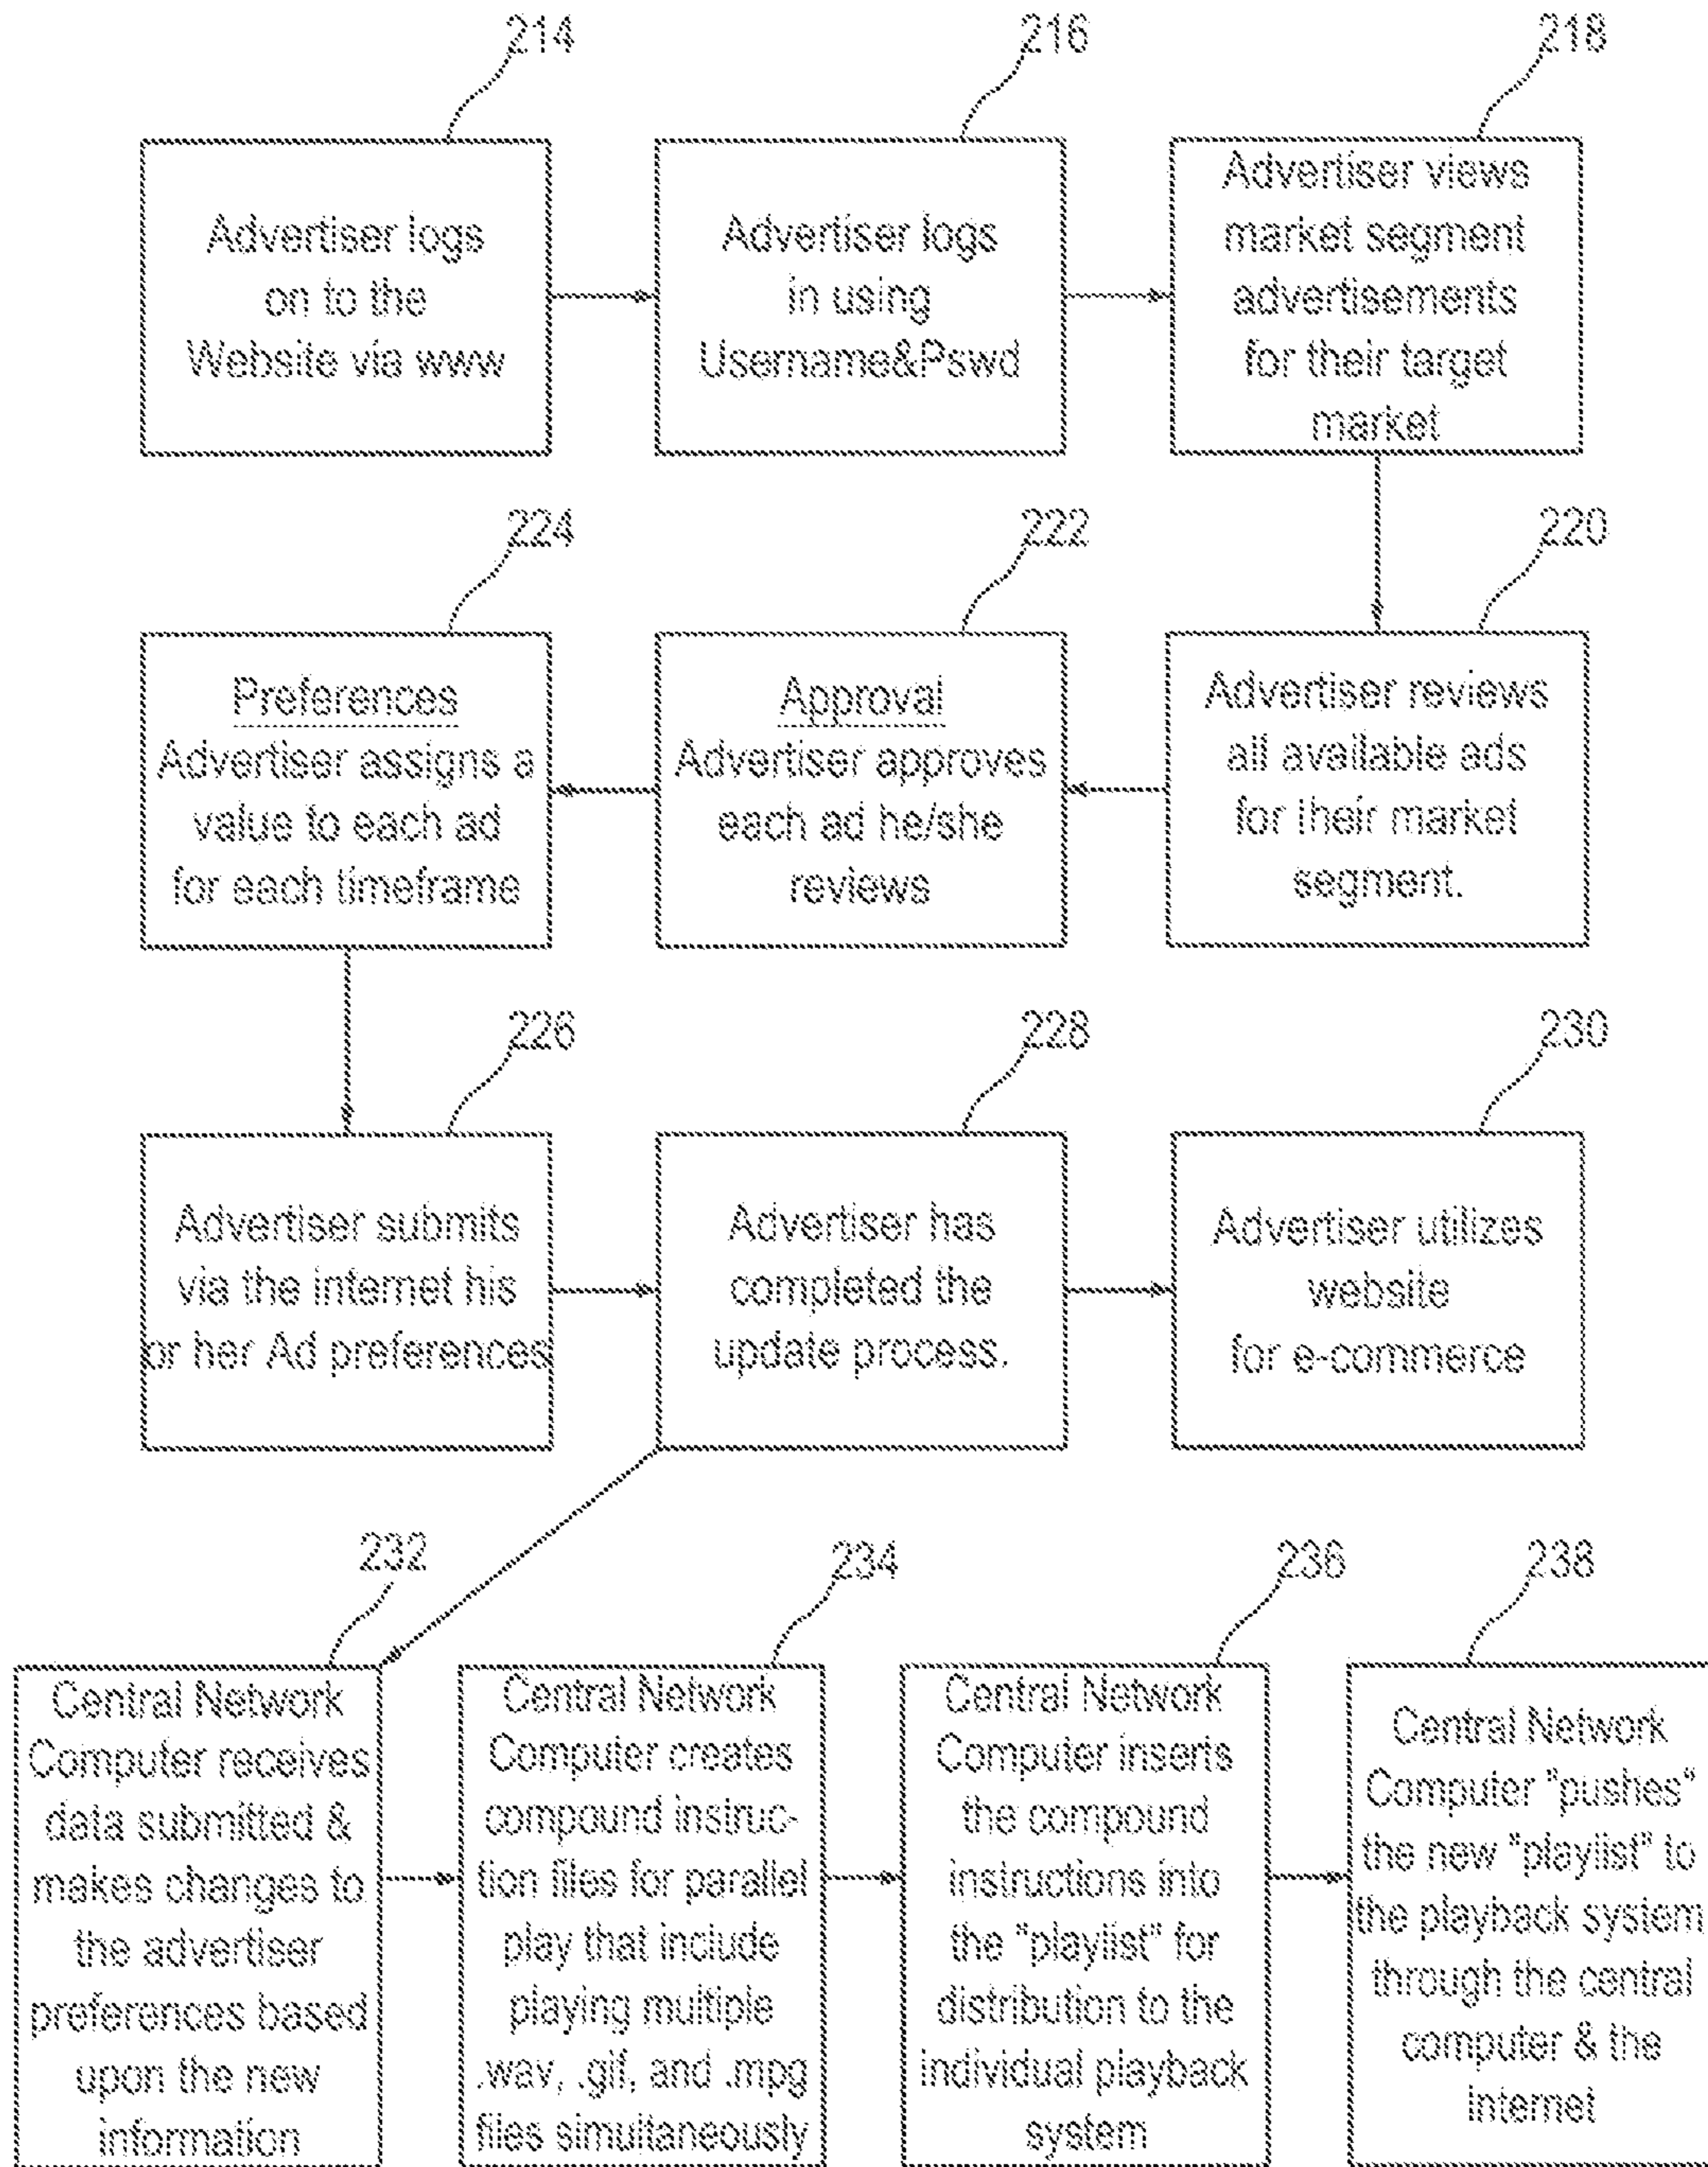 214
216
218
Advertiser logs
on to the
Website via www
Advertiser logs
in using
Username&Pswd
Advertiser views
market segment
advertisements
for their target
market
224
222
220
Preferences
Advertiser assigns a
value to each ad
for each timeframe
Approval
Advertiser approves
each ad he/she
reviews
Advertiser reviews
all available ads
for their market
segment.
226
228
230
Advertiser submits
via the internet his
or her Ad preferences
Advertiser has
completed the
update process.
Advertiser utilizes
website
for e-commerce
232
234
236
238
Central Network
Computer receives
data submitted &
makes changes to
the advertiser
preferences based
upon the new
information
Central Network
Computer creates
compound instruc-
tion files for parallel
play that include
playing multiple
.wav, .gif, and .mpg
files simultaneously
Central Network
Computer inserts
the compound
instructions into
the "playlist" for
distribution to the
individual playback
system
Central Network
Computer "pushes"
the new "playlist" to
the playback system
through the central
computer & the
Internet